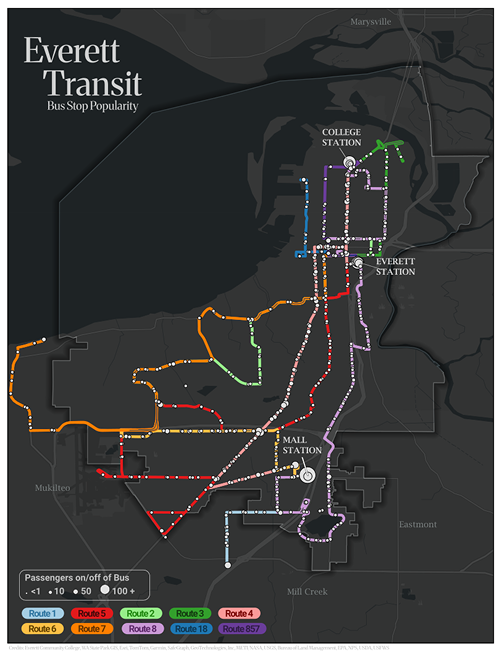 Marysville
Everett
Transit
Bus Stop Popularity
COLLEGE
STATION
EVERETT
STATION
MALL
STATION
Mukilteo
Eastmont
Mill Creek
Passengers on/off of Bus
<1 10 50 100 +
Route 1 Route 5 Route 2 Route 3 Route 4
Route 6 Route 7 Route 8 Route 18 Route 8S7
Credits: Everett Community College, WA State Parks GIS, Esri, TomTom, Garmin, SafeGraph, GeoTechnologies, Inc, METI/NASA, USGS, Bureau of Land Management, EPA, NPS, USDA, USFWS